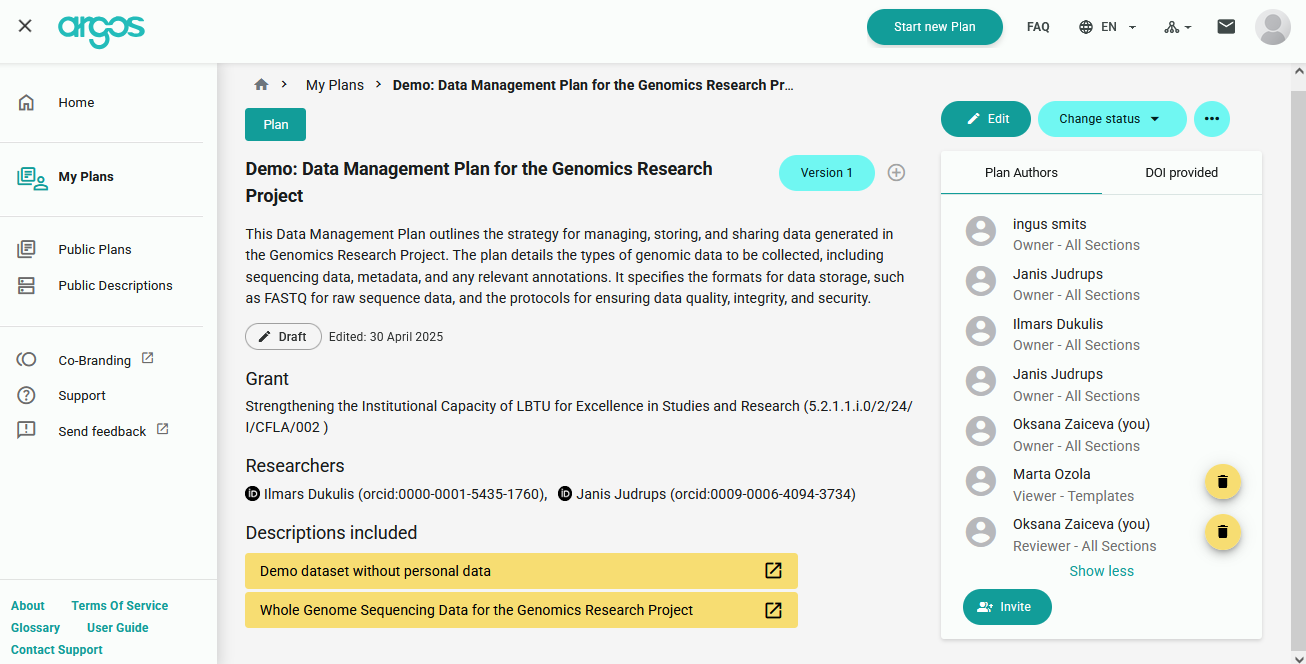 argos
Start new Plan
FAQ
EN
Home
My Plans
Public Plans
Public Descriptions
Co-Branding
Support
Send feedback
About
Terms Of Service
Glossary
User Guide
Contact Support
My Plans
Demo: Data Management Plan for the Genomics Research Pr...
Plan
Demo: Data Management Plan for the Genomics Research
Project
Version 1
This Data Management Plan outlines the strategy for managing, storing, and sharing data generated in
the Genomics Research Project. The plan details the types of genomic data to be collected, including
sequencing data, metadata, and any relevant annotations. It specifies the formats for data storage, such
as FASTQ for raw sequence data, and the protocols for ensuring data quality, integrity, and security.
Draft
Edited: 30 April 2025
Grant
Strengthening the Institutional Capacity of LBTU for Excellence in Studies and Research (5.2.1.1.i.0/2/24/
I/CFLA/002 )
Researchers
iD Ilmars Dukulis (orcid:0000-0001-5435-1760), iD Janis Judrups (orcid:0009-0006-4094-3734)
Descriptions included
Demo dataset without personal data
Whole Genome Sequencing Data for the Genomics Research Project
Edit
Change status
Plan Authors
DOI provided
ingus smits
Owner - All Sections
Janis Judrups
Owner - All Sections
Ilmars Dukulis
Owner - All Sections
Janis Judrups
Owner - All Sections
Oksana Zaiceva (you)
Owner - All Sections
Marta Ozola
Viewer - Templates
Oksana Zaiceva (you)
Reviewer - All Sections
Show less
Invite